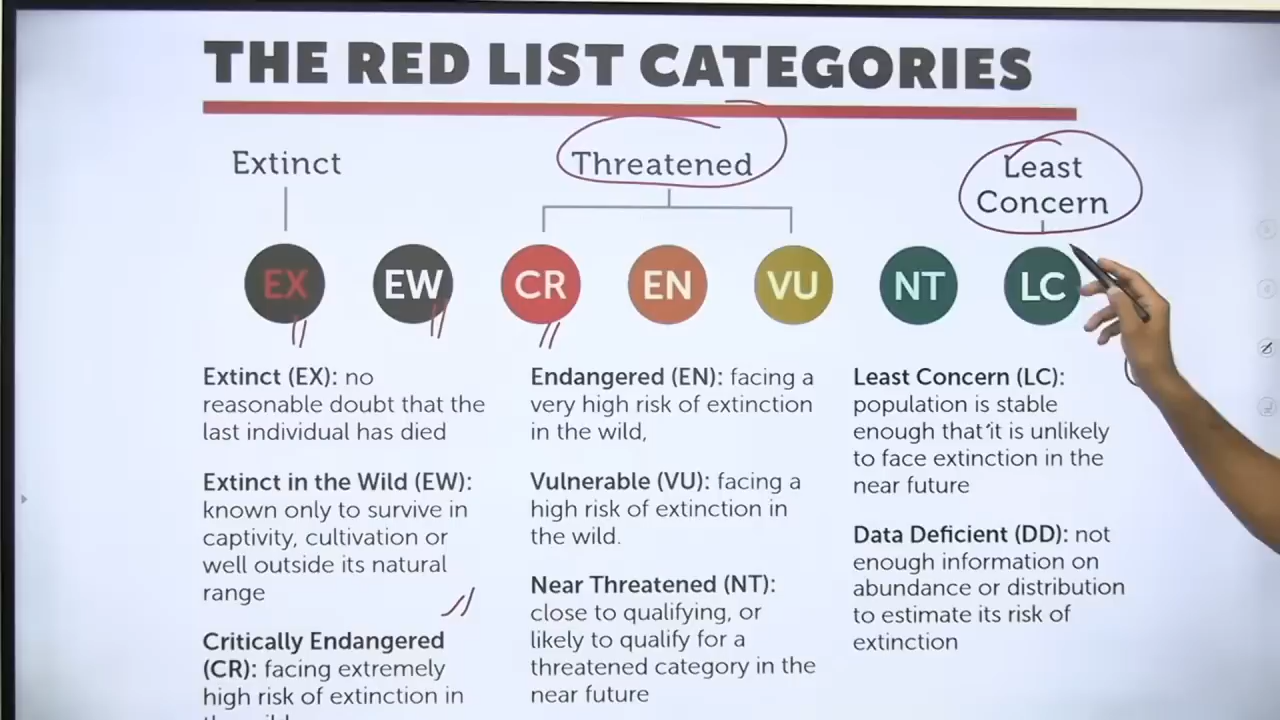 THE RED LIST CATEGORIES
Extinct
Threatened
Least
Concern
EX
EW
CR
EN
VU
NT
LC
Extinct (EX): no
reasonable doubt that the
last individual has died
Extinct in the Wild (EW):
known only to survive in
captivity, cultivation or
well outside its natural
range
Critically Endangered
(CR): facing extremely
high risk of extinction in
Endangered (EN): facing a
very high risk of extinction
in the wild,
Vulnerable (VU): facing a
high risk of extinction in
the wild.
Near Threatened (NT):
close to qualifying, or
likely to qualify for a
threatened category in the
near future
Least Concern (LC):
population is stable
enough that it is unlikely
to face extinction in the
near future
Data Deficient (DD): not
enough information on
abundance or distribution
to estimate its risk of
extinction